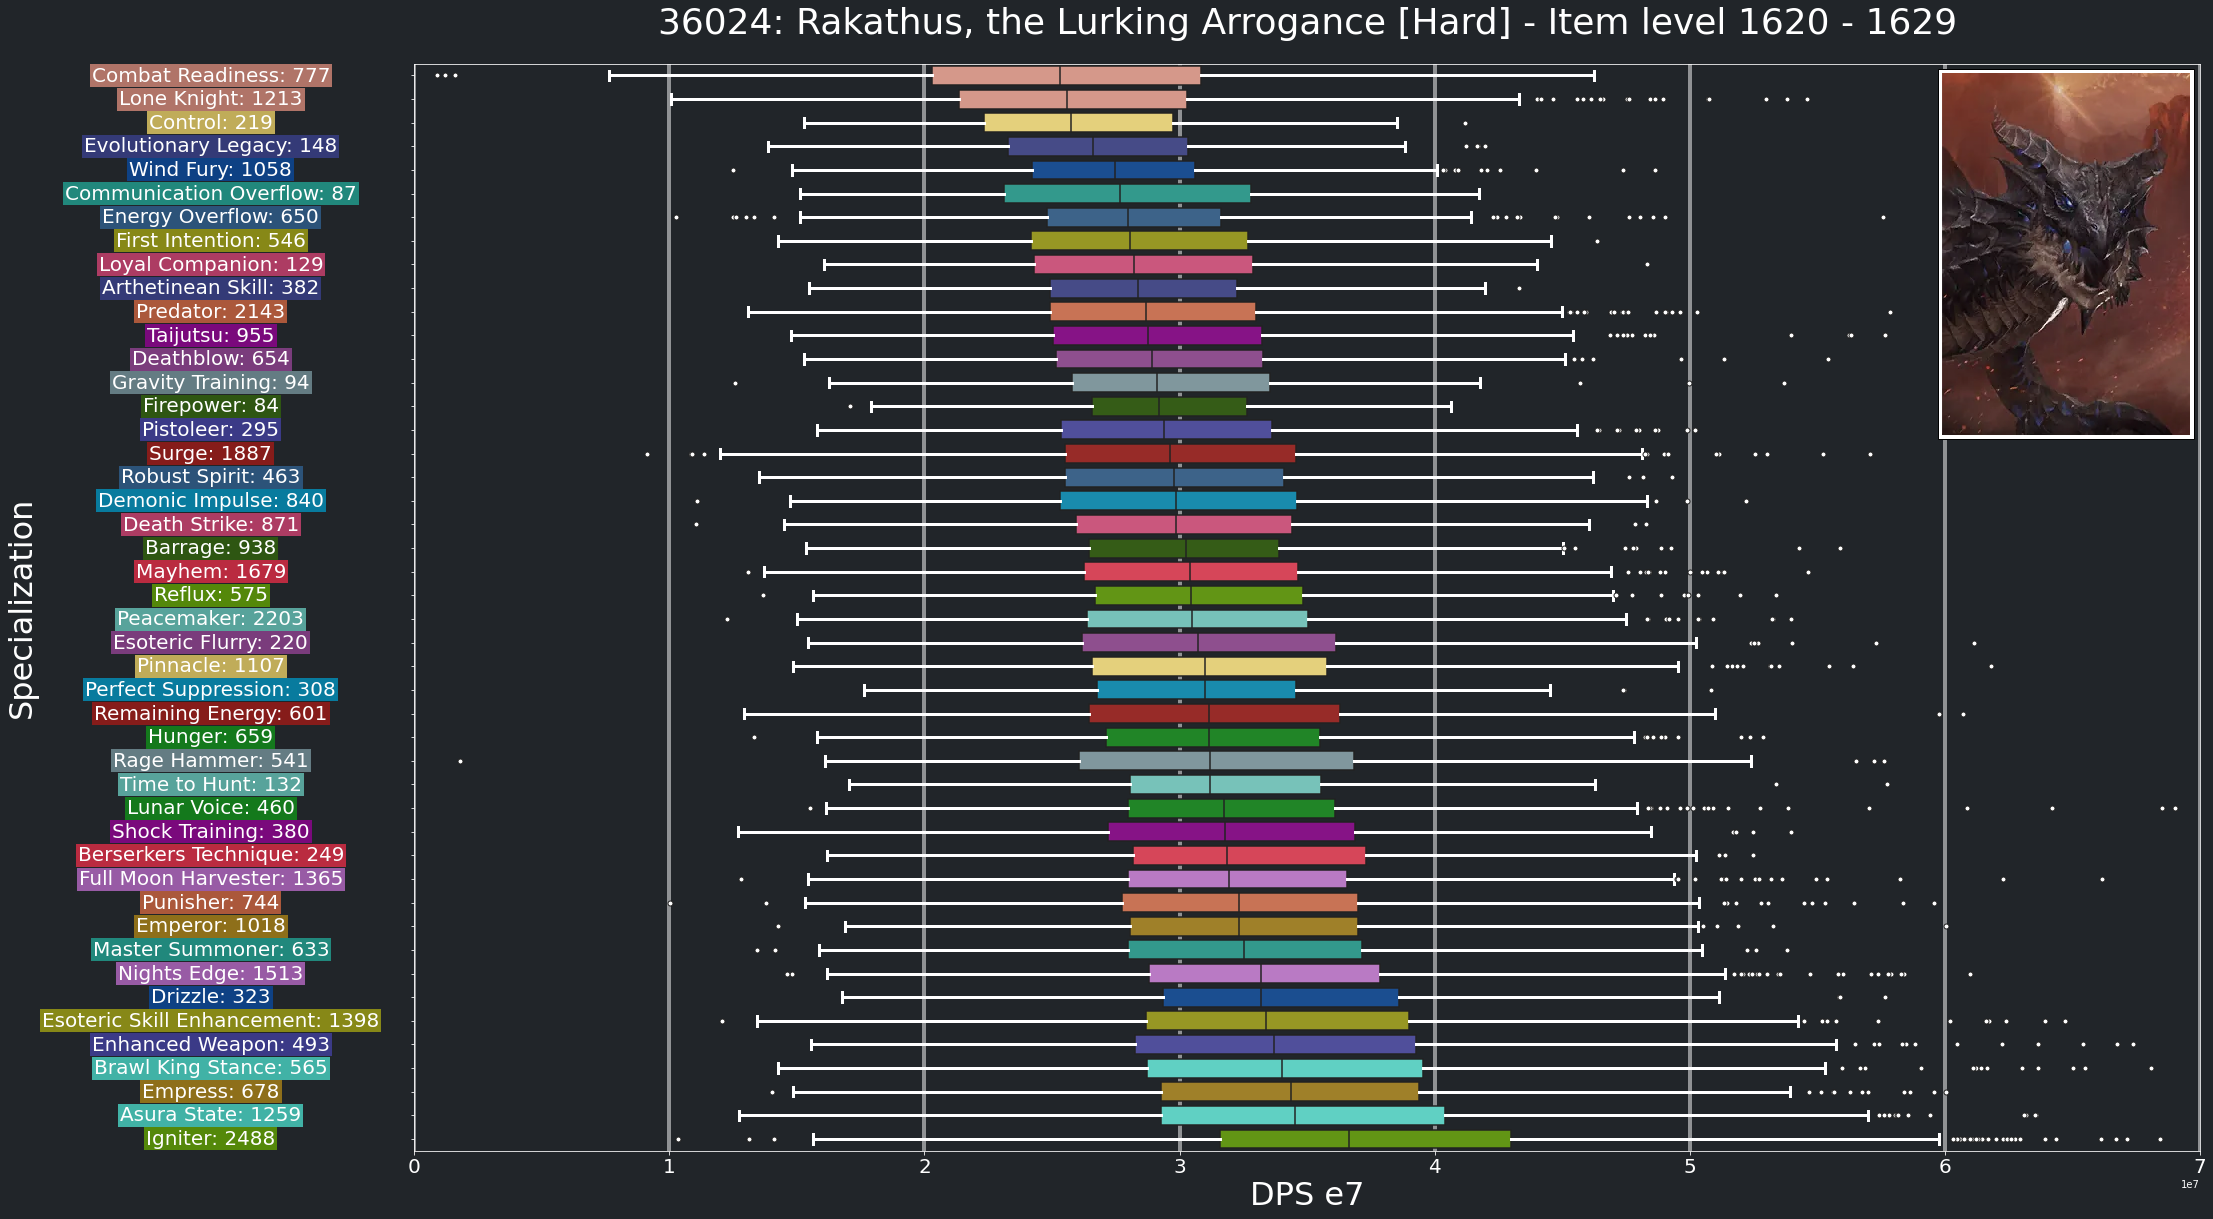 36024: Rakathus, the Lurking Arrogance [Hard] - Item level 1620 - 1629
Specialization
Combat Readiness: 777
Lone Knight: 1213
Control: 219
Evolutionary Legacy: 148
Wind Fury: 1058
Communication Overflow: 87
Energy Overflow: 650
First Intention: 546
Loyal Companion: 129
Arthetinean Skill: 382
Predator: 2143
Taijutsu: 955
Deathblow: 654
Gravity Training: 94
Firepower: 84
Pistoleer: 295
Surge: 1887
Robust Spirit: 463
Demonic Impulse: 840
Death Strike: 871
Barrage: 938
Mayhem: 1679
Reflux: 575
Peacemaker: 2203
Esoteric Flurry: 220
Pinnacle: 1107
Perfect Suppression: 308
Remaining Energy: 601
Hunger: 659
Rage Hammer: 541
Time to Hunt: 132
Lunar Voice: 460
Shock Training: 380
Berserkers Technique: 249
Full Moon Harvester: 1365
Punisher: 744
Emperor: 1018
Master Summoner: 633
Nights Edge: 1513
Drizzle: 323
Esoteric Skill Enhancement: 1398
Enhanced Weapon: 493
Brawl King Stance: 565
Empress: 678
Asura State: 1259
Igniter: 2488
0 1 2 3 4 5 6 7
1e7
DPS e7